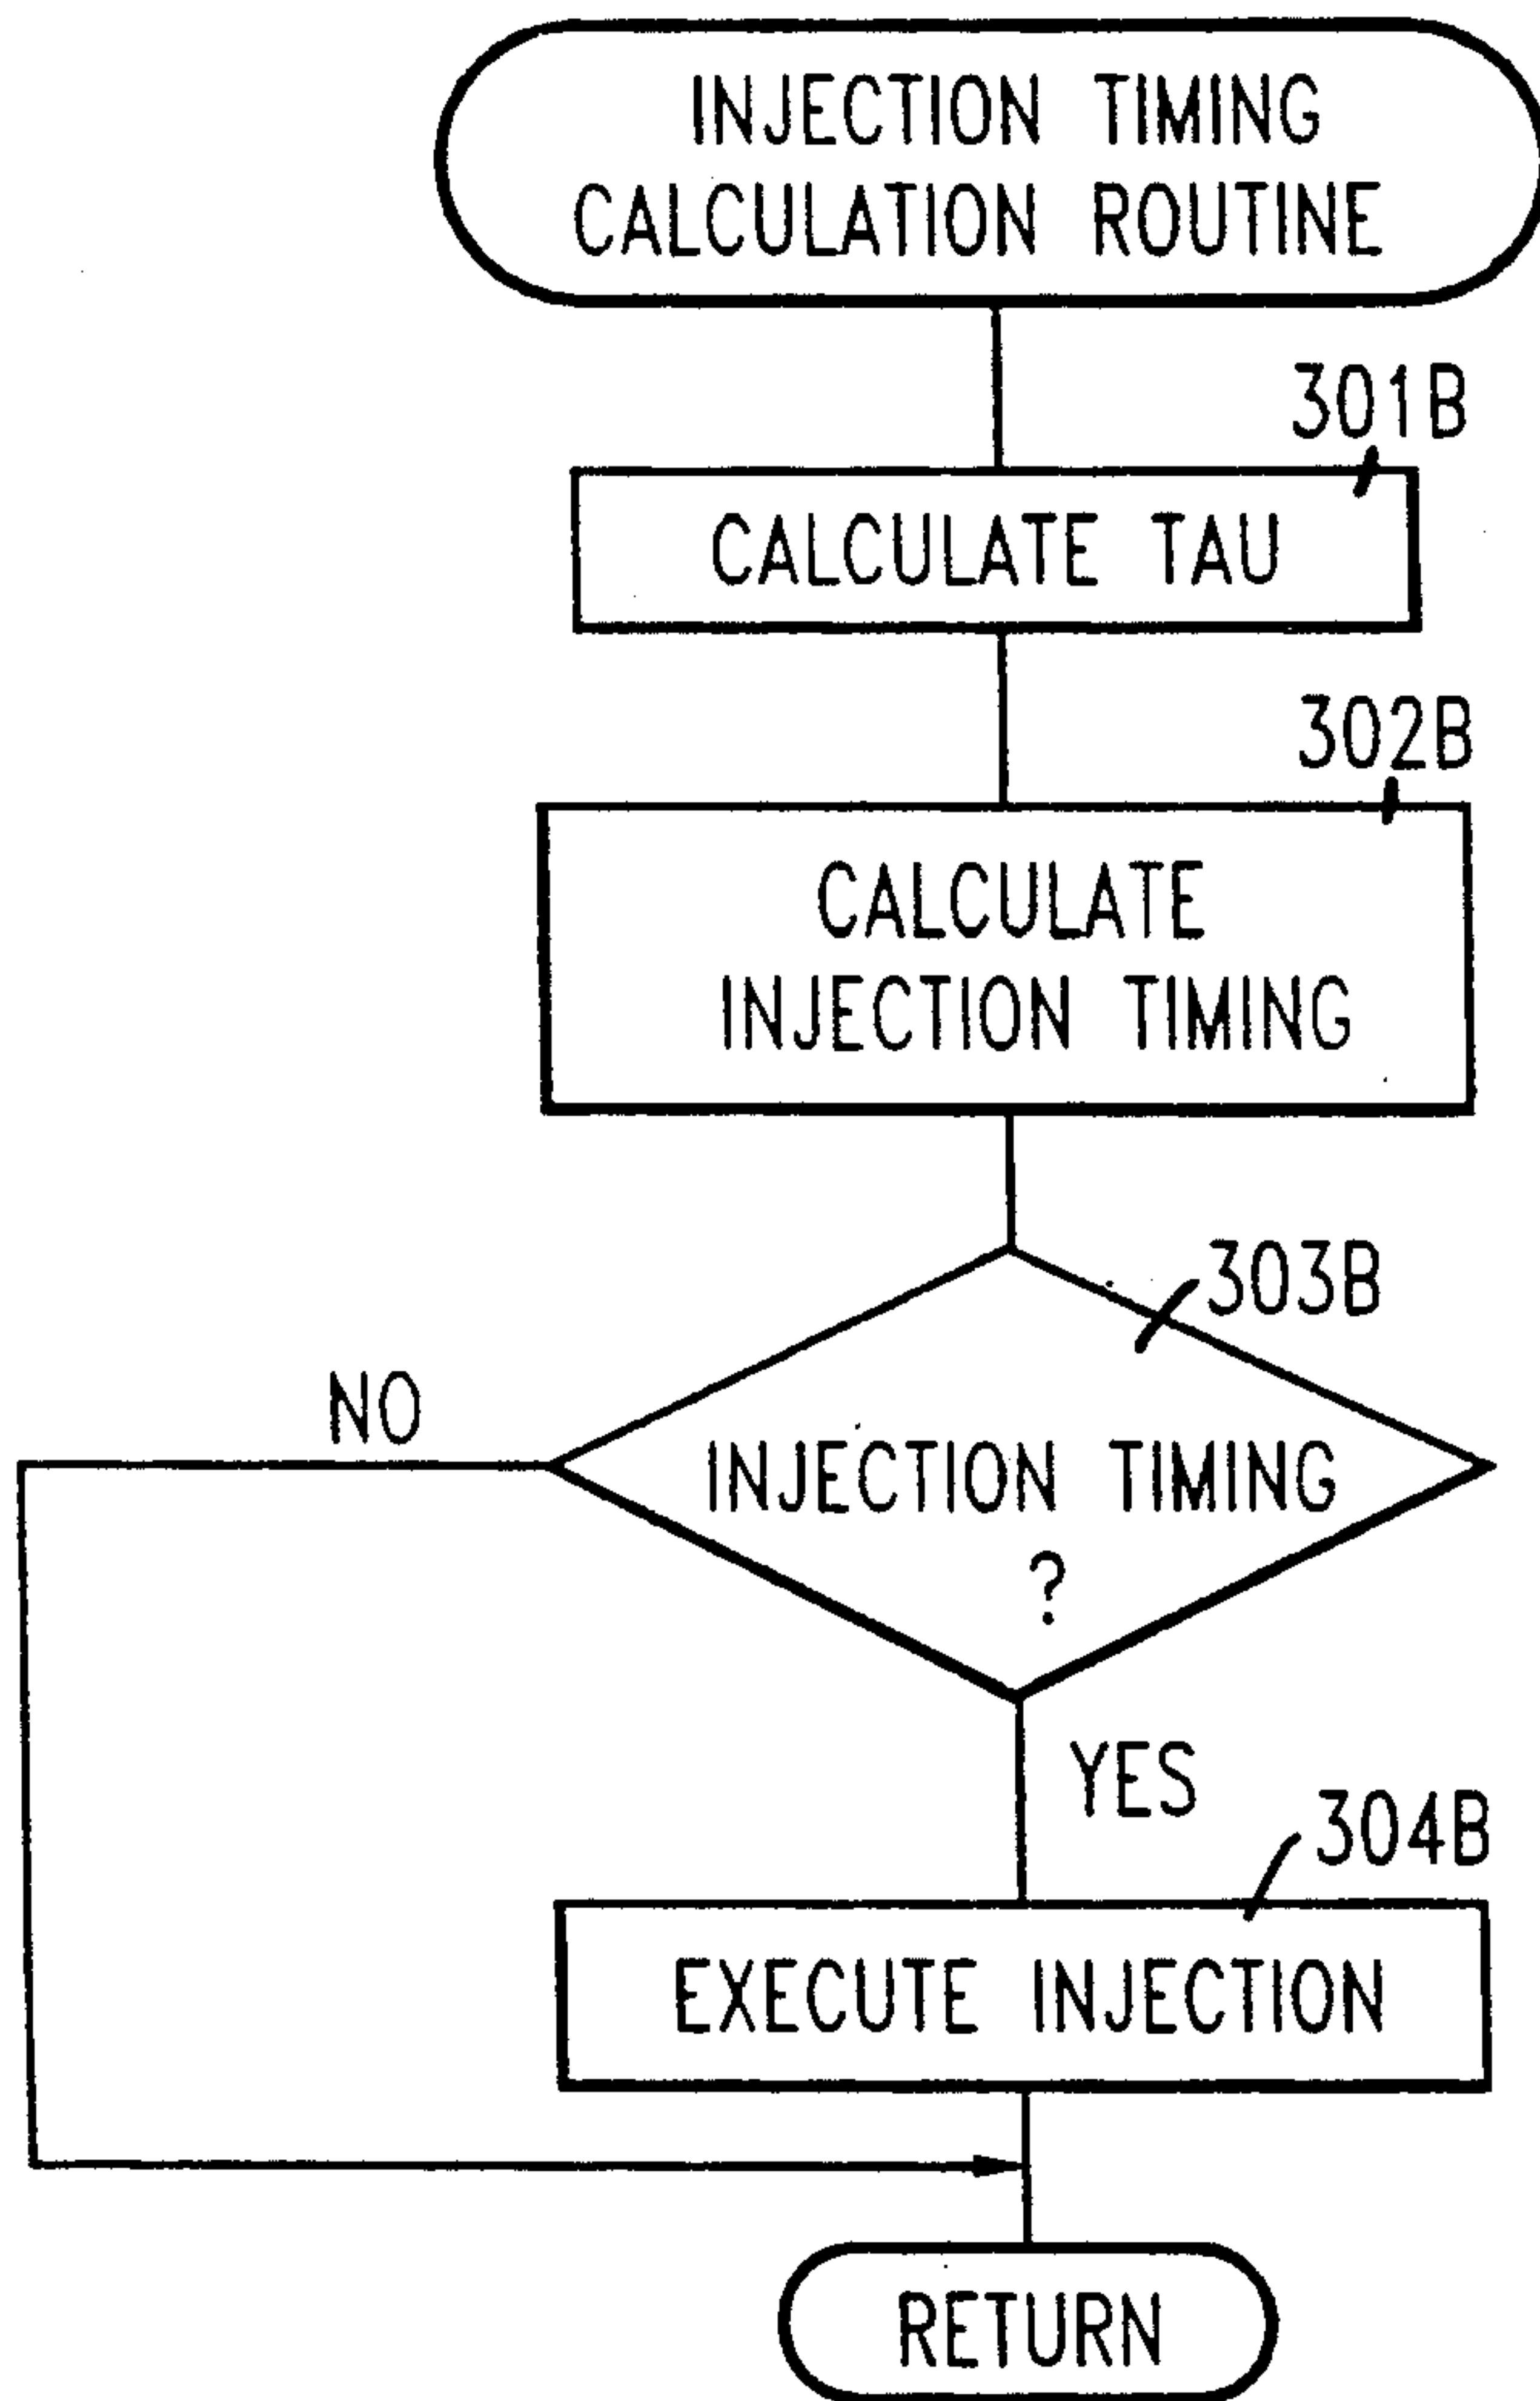 INJECTION TIMING
CALCULATION ROUTINE
301B
CALCULATE TAU
302B
CALCULATE
INJECTION TIMING
303B
NO
INJECTION TIMING
?
YES
304B
EXECUTE INJECTION
RETURN